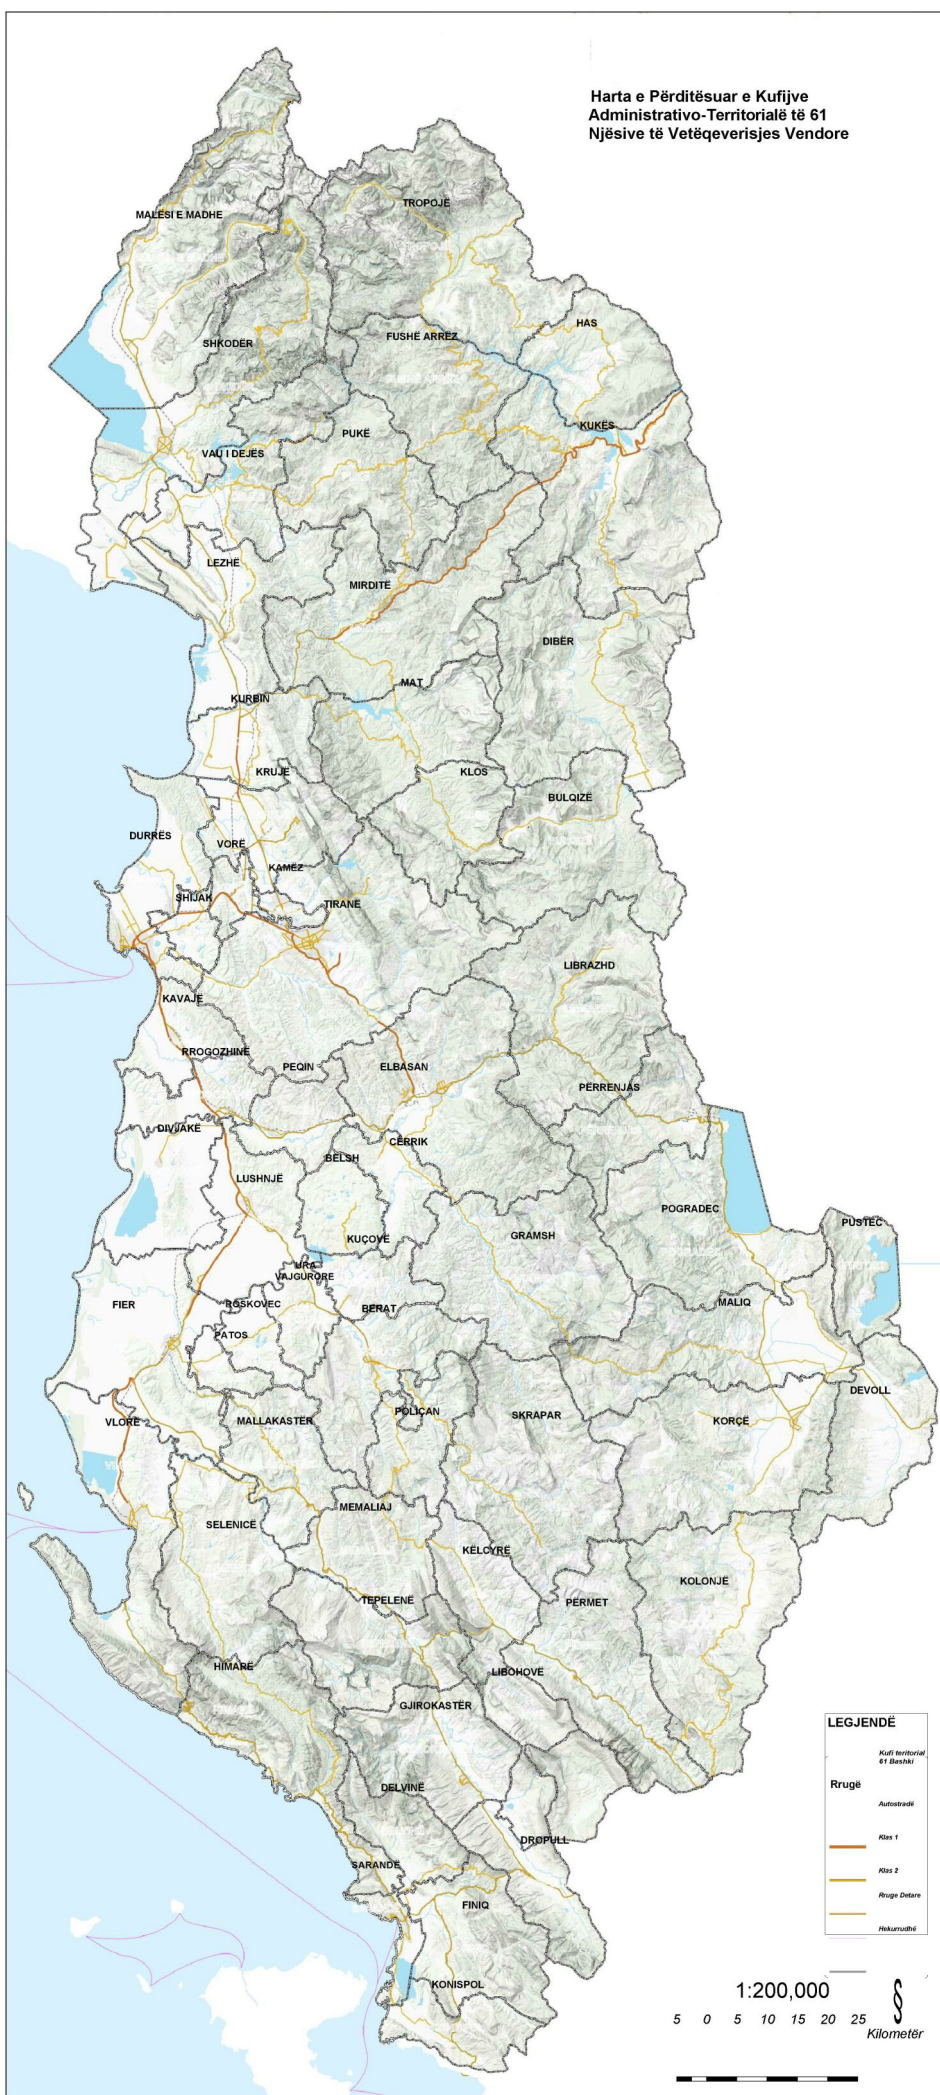 Harta e Përditësuar e Kufijve
Administrativo-Territorialë të 61
Njësive të Vetëqeverisjes Vendore
TROPOJË
MALËSI E MADHE
HAS
FUSHË ARRËZ
SHKODËR
KUKËS
PUKË
VAU I DEJËS
LEZHË
MIRDITË
DIBËR
MAT
KURBIN
KRUJË
KLOS
BULQIZË
DURRËS
VORË
KAMËZ
SHIJAK
TIRANË
LIBRAZHD
KAVAJË
RROGOZHINË
PEQIN
ELBASAN
PËRRENJAS
DIVJAKË
CËRRIK
BELSH
LUSHNJË
POGRADEC
PUSTEC
GRAMSH
KUÇOVË
URA
VAJGURORE
FIER
ROSKOVEC
BERAT
MALIQ
PATOS
DEVOLL
POLIÇAN
SKRAPAR
KORÇË
VLORË
MALLAKASTËR
MEMALIAJ
SELENICË
KËLCYRË
KOLONJË
TEPELENË
PËRMET
HIMARË
LIBOHOVË
GJIROKASTËR
DELVINË
DROPULL
SARANDË
FINIQ
KONISPOL
LEGJENDË
Kufi teritorial
61 Bashki
Rrugë
Autostradë
Klas 1
Klas 2
Rruge Detare
Hekurrudhë
1:200,000
5 0 5 10 15 20 25
Kilometër